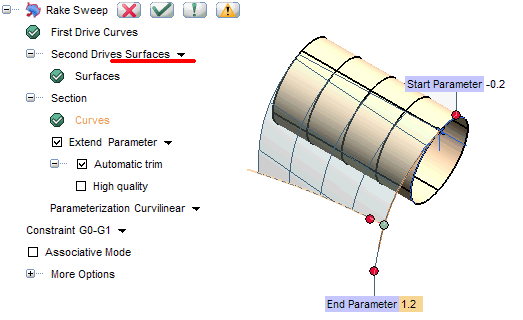 Rake Sweep
First Drive Curves
Second Drives Surfaces
Surfaces
Section
Curves
Extend Parameter
Automatic trim
High quality
Parameterization Curvilinear
Constraint G0-G1
Associative Mode
More Options
Start Parameter -0.2
End Parameter 1.2